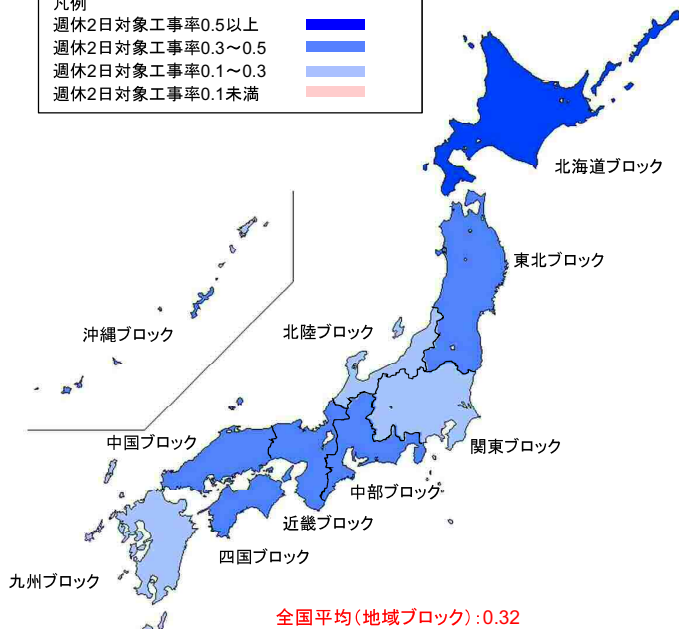 凡例
週休2日対象工事率0.5以上
週休2日対象工事率0.3～0.5
週休2日対象工事率0.1～0.3
週休2日対象工事率0.1未満
北海道ブロック
東北ブロック
沖縄ブロック
北陸ブロック
中国ブロック
関東ブロック
中部ブロック
近畿ブロック
四国ブロック
九州ブロック
全国平均（地域ブロック）：0.32